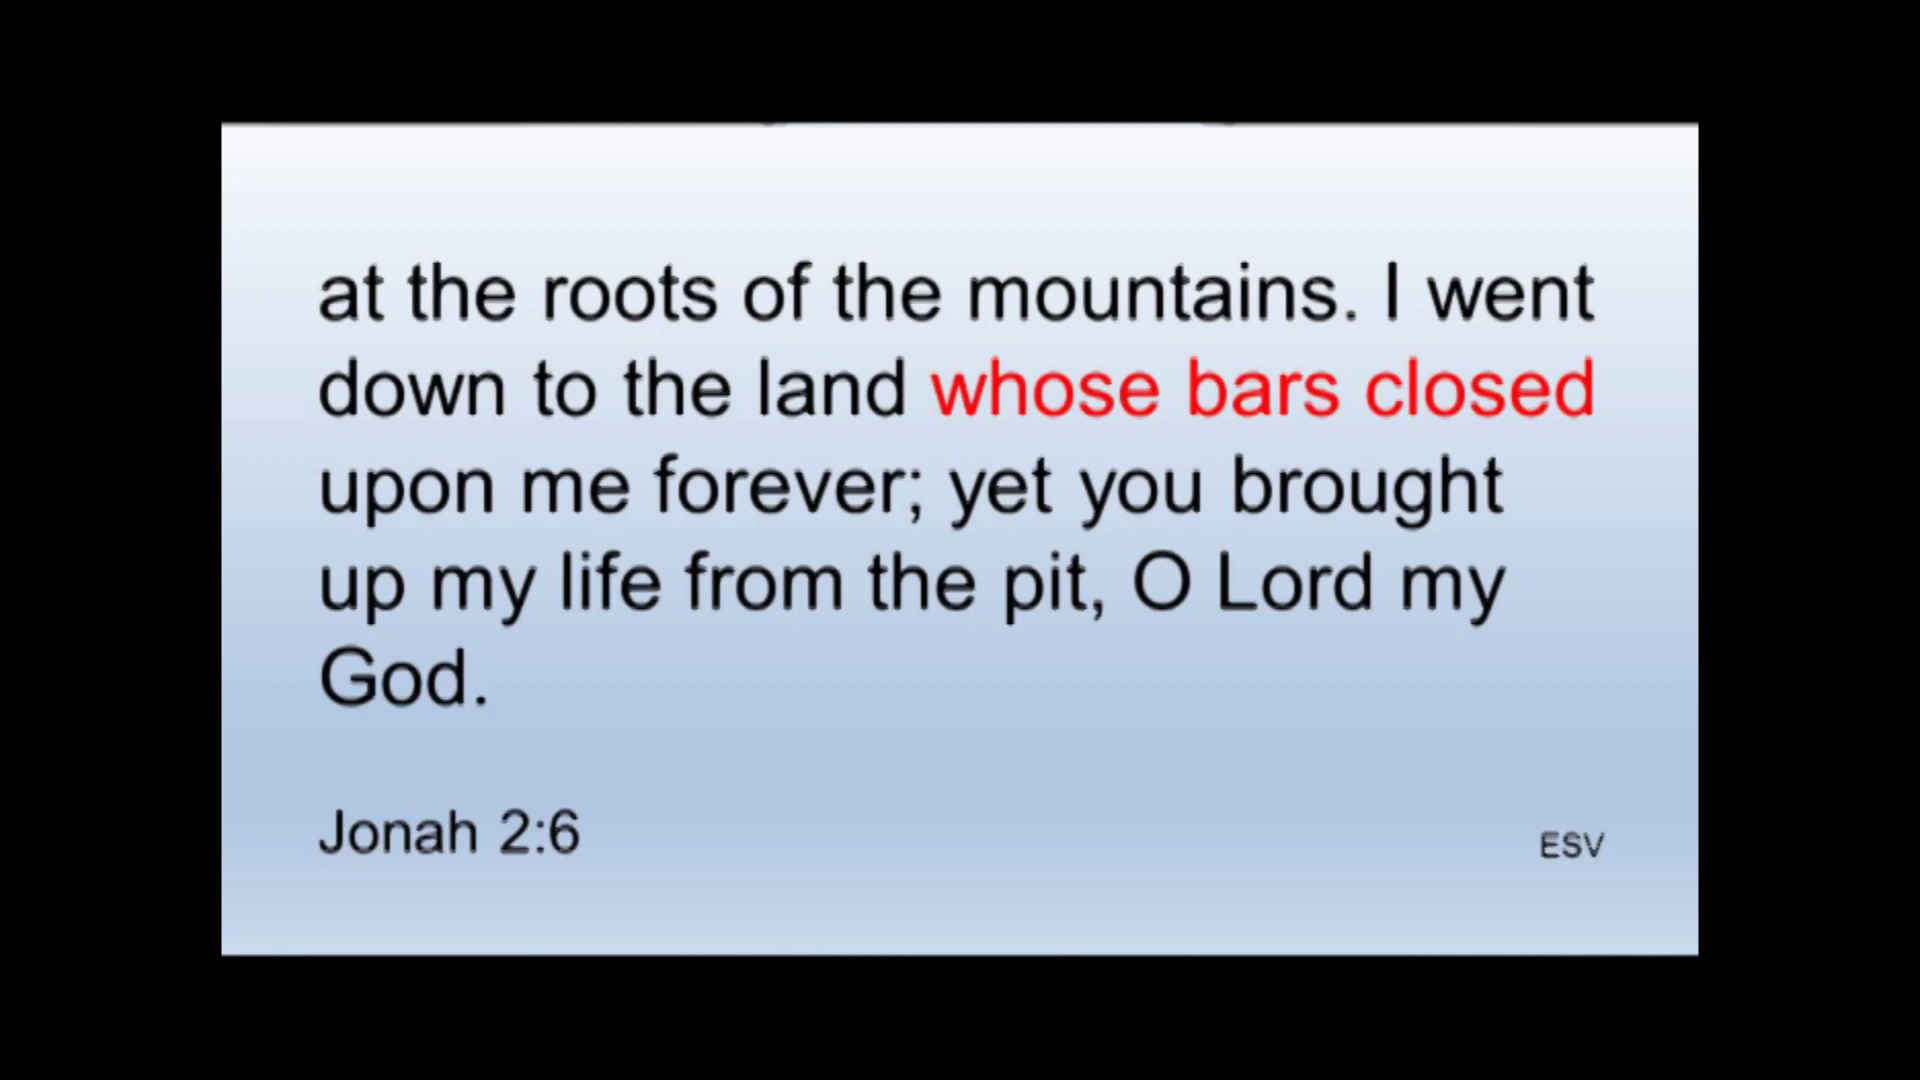 at the roots of the mountains. I went
down to the land whose bars closed
upon me forever; yet you brought
up my life from the pit, O Lord my
God.
Jonah 2:6
ESV